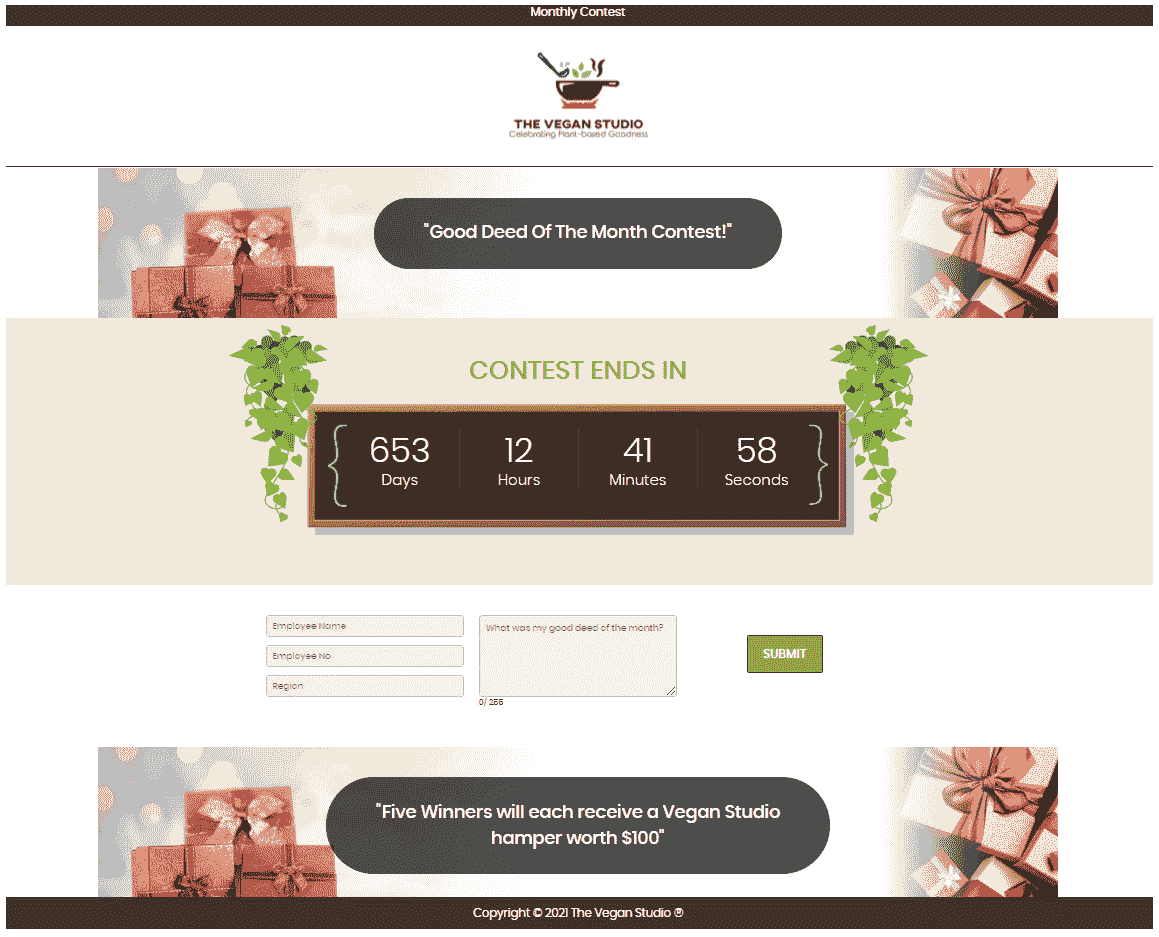 Monthly Contest
THE VEGAN STUDIO
Celebrating Plant-based Goodness
"Good Deed Of The Month Contest!"
CONTEST ENDS IN
653 12 41 58
Days Hours Minutes Seconds
Employee Name
Employee No
Region
What was my good deed of the month?
0/ 255
SUBMIT
"Five Winners will each receive a Vegan Studio
hamper worth $100"
Copyright © 2021 The Vegan Studio ®